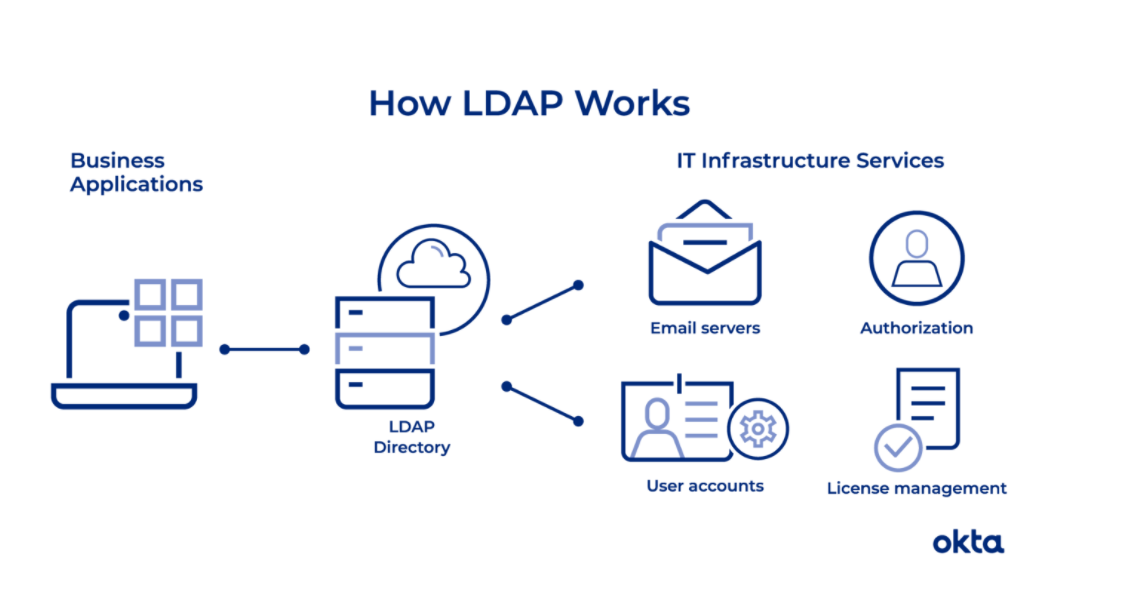 How LDAP Works
Business
Applications
IT Infrastructure Services
LDAP
Directory
Email servers
Authorization
User accounts
License management
okta